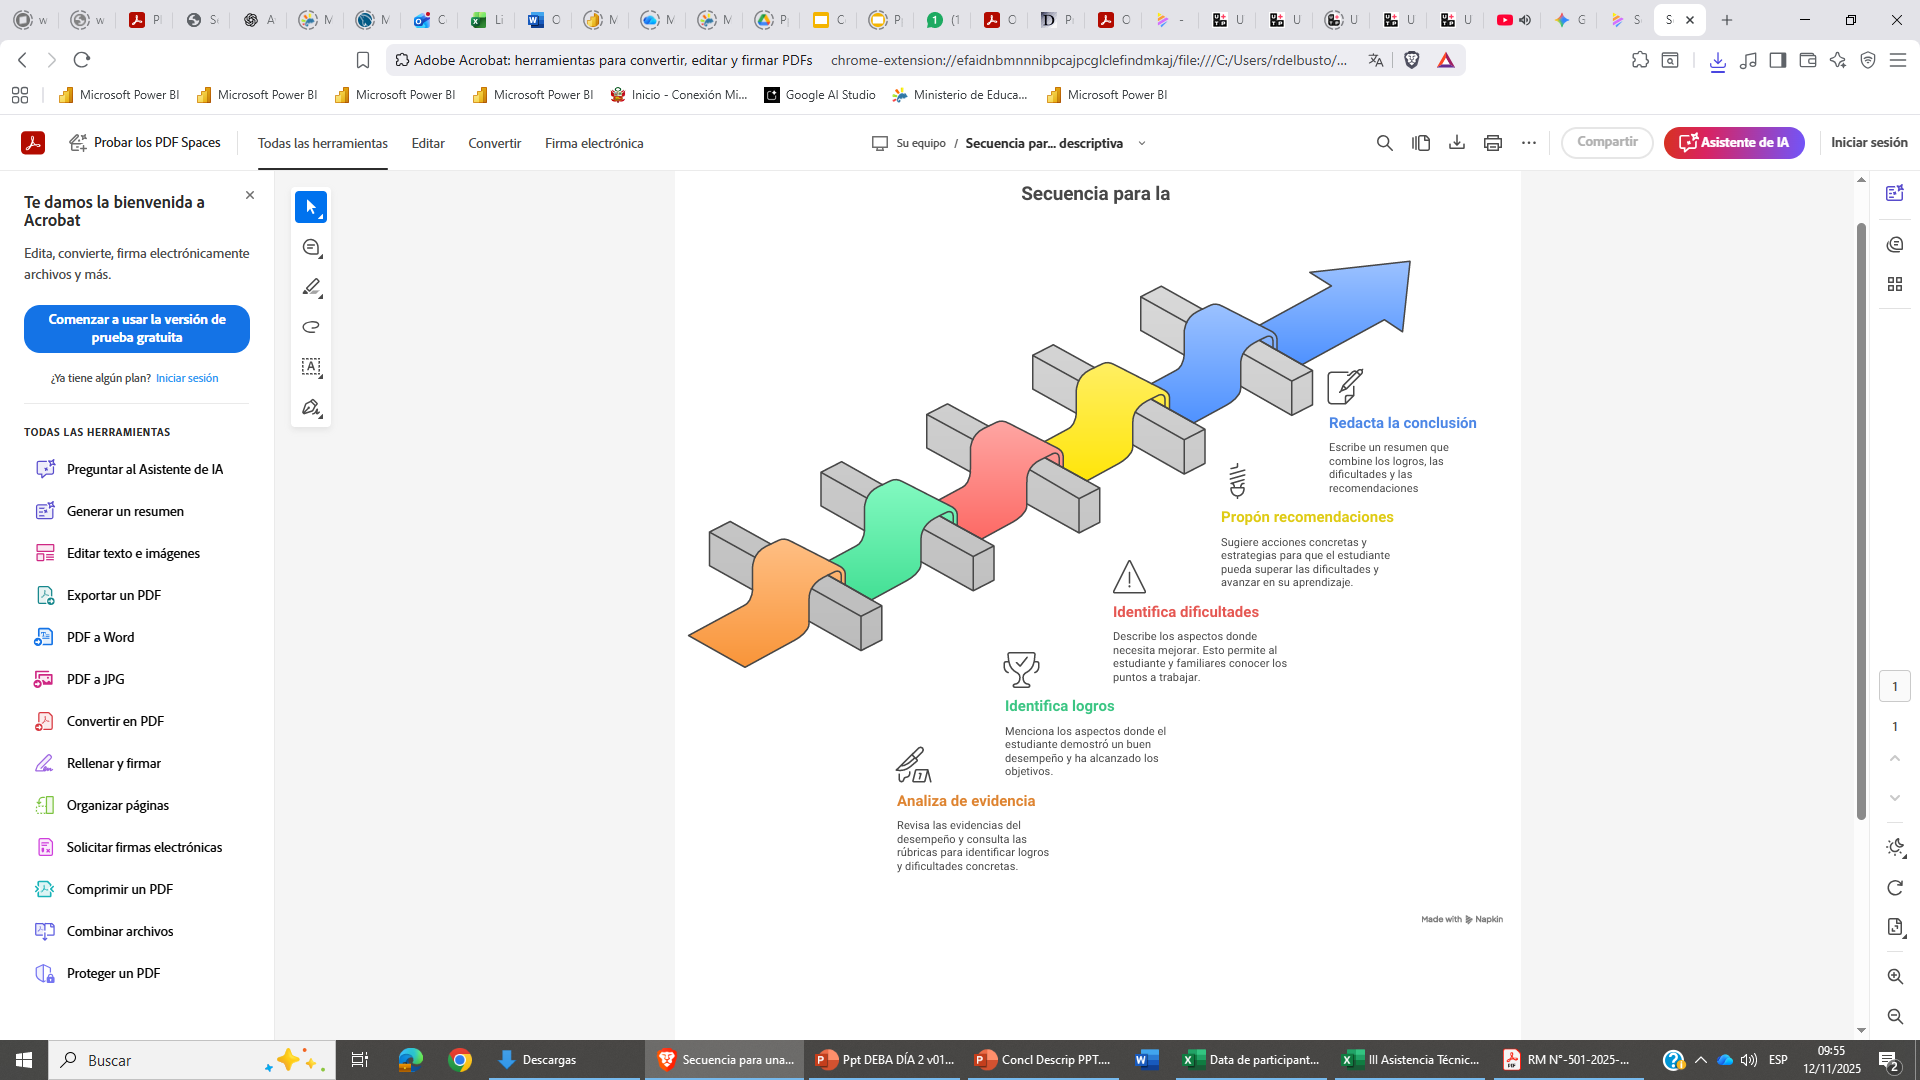 Adobe Acrobat: herramientas para convertir, editar y firmar PDFs
chrome-extension://efaidnbmnnnibpcajpcglclefindmkaj/file:///C:/Users/rdelbusto/...
Microsoft Power BI
Microsoft Power BI
Microsoft Power BI
Microsoft Power BI
Inicio - Conexión Mi...
Google AI Studio
Ministerio de Educa...
Microsoft Power BI
Probar los PDF Spaces
Todas las herramientas
Editar
Convertir
Firma electrónica
Su equipo / Secuencia par... descriptiva
Compartir
Asistente de IA
Iniciar sesión
Te damos la bienvenida a
Acrobat
Edita, convierte, firma electrónicamente
archivos y más.
Comenzar a usar la versión de
prueba gratuita
¿Ya tiene algún plan? Iniciar sesión
TODAS LAS HERRAMIENTAS
Preguntar al Asistente de IA
Generar un resumen
Editar texto e imágenes
Exportar un PDF
PDF a Word
PDF a JPG
Convertir en PDF
Rellenar y firmar
Organizar páginas
Solicitar firmas electrónicas
Comprimir un PDF
Combinar archivos
Proteger un PDF
Secuencia para la
Redacta la conclusión
Escribe un resumen que
combine los logros, las
dificultades y las
recomendaciones
Propón recomendaciones
Sugiere acciones concretas y
estrategias para que el estudiante
pueda superar las dificultades y
avanzar en su aprendizaje.
Identifica dificultades
Describe los aspectos donde
necesita mejorar. Esto permite al
estudiante y familiares conocer los
puntos a trabajar.
Identifica logros
Menciona los aspectos donde el
estudiante demostró un buen
desempeño y ha alcanzado los
objetivos.
Analiza de evidencia
Revisa las evidencias del
desempeño y consulta las
rúbricas para identificar logros
y dificultades concretas.
Made with Napkin
1
1
Buscar
Descargas
Secuencia para una...
Ppt DEBA DÍA 2 v01...
Concl Descrip PPT....
Data de participant...
III Asistencia Técnic...
RM N°-501-2025-...
ESP
09:55
12/11/2025
2